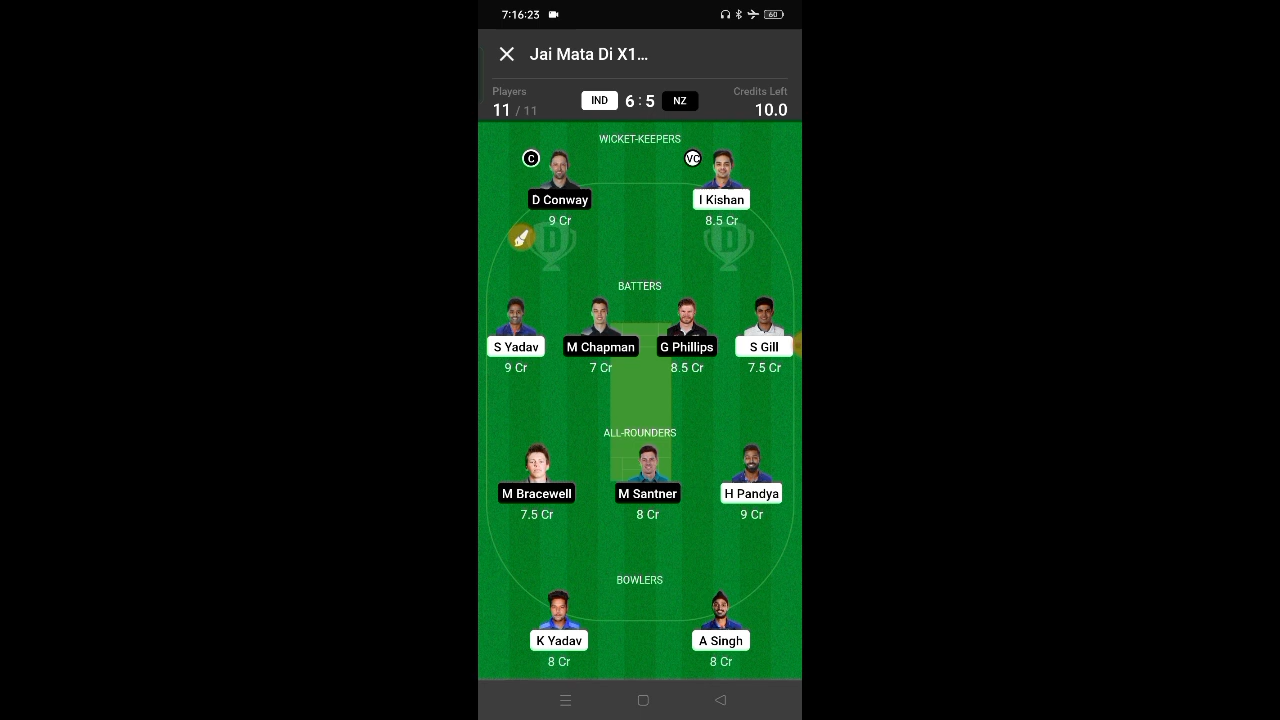 7:16:23
60
Jai Mata Di X1...
Players
11 / 11
IND 6 : 5 NZ
Credits Left
10.0
WICKET-KEEPERS
C
VC
D Conway
I Kishan
9 Cr
8.5 Cr
D
D
BATTERS
S Yadav
M Chapman
G Phillips
S Gill
9 Cr
7 Cr
8.5 Cr
7.5 Cr
ALL-ROUNDERS
M Bracewell
M Santner
H Pandya
7.5 Cr
8 Cr
9 Cr
BOWLERS
K Yadav
A Singh
8 Cr
8 Cr